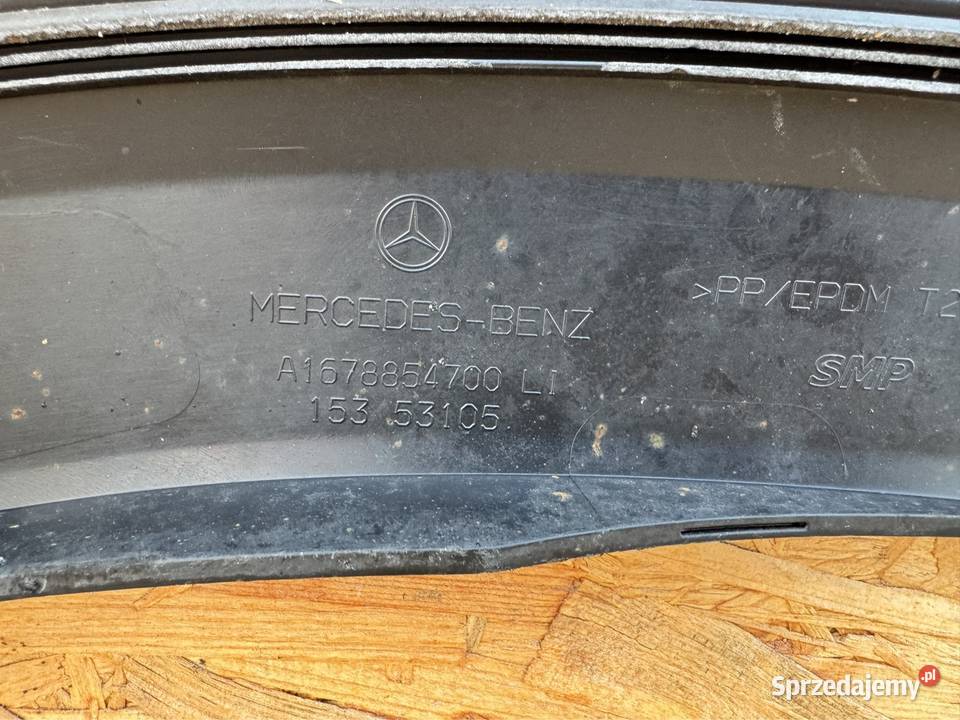 MERCEDES-BENZ
A1678854700 LI
153 53105
>PP/EPDM T2
SMP
Sprzedajemy.pl